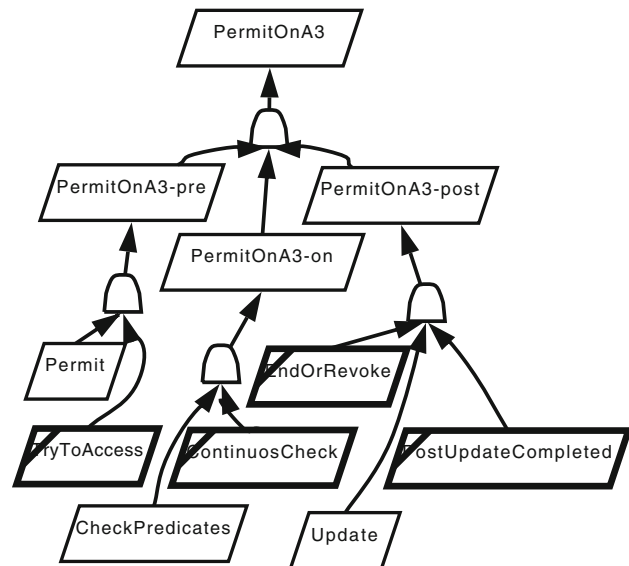 PermitOnA3
PermitOnA3-pre
PermitOnA3-post
PermitOnA3-on
Permit
EndOrRevoke
TryToAccess
ContinuosCheck
PostUpdateCompleted
CheckPredicates
Update